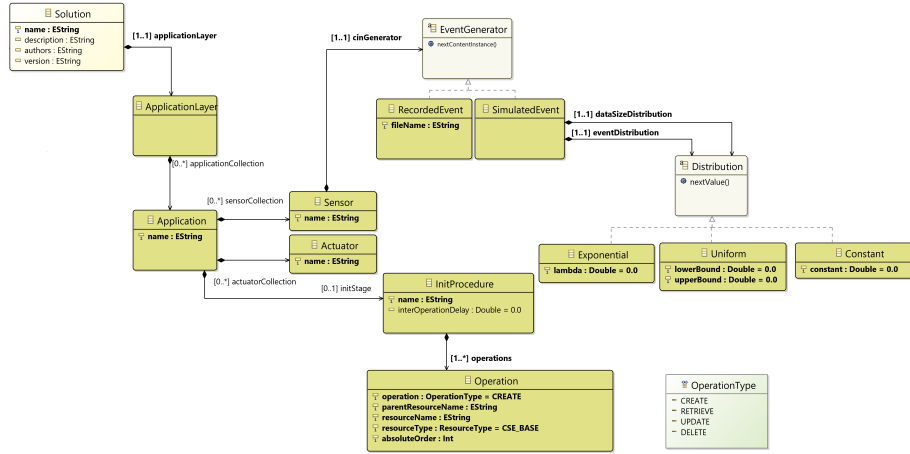 Solution
name : EString
description : EString
authors : EString
version : EString
[1..1] applicationLayer
ApplicationLayer
[0..*] applicationCollection
Application
name : EString
[0..*] sensorCollection
Sensor
name : EString
[0..*] actuatorCollection
Actuator
name : EString
[1..1] cinGenerator
EventGenerator
nextContentInstance()
RecordedEvent
fileName : EString
SimulatedEvent
[1..1] dataSizeDistribution
[1..1] eventDistribution
Distribution
nextValue()
Exponential
lambda : Double = 0.0
Uniform
lowerBound : Double = 0.0
upperBound : Double = 0.0
Constant
constant : Double = 0.0
[0..1] initStage
InitProcedure
name : EString
interOperationDelay : Double = 0.0
[1..*] operations
Operation
operation : OperationType = CREATE
parentResourceName : EString
resourceName : EString
resourceType : ResourceType = CSE_BASE
absoluteOrder : Int
OperationType
CREATE
RETRIEVE
UPDATE
DELETE